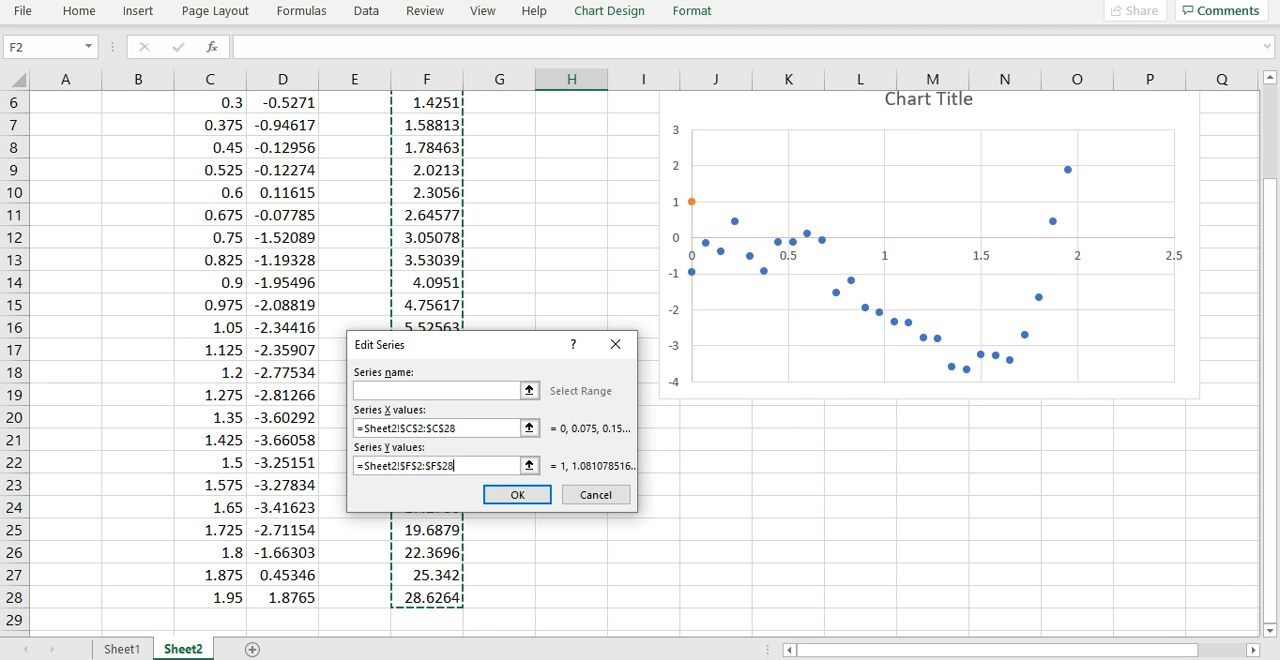 File Home Insert Page Layout Formulas Data Review View Help Chart Design Format Share Comments
F2 fx
A B C D E F G H I J K L M N O P Q
6 0.3 -0.5271 1.4251
7 0.375 -0.94617 1.58813
8 0.45 -0.12956 1.78463
9 0.525 -0.12274 2.0213
10 0.6 0.11615 2.3056
11 0.675 -0.07785 2.64577
12 0.75 -1.52089 3.05078
13 0.825 -1.19328 3.53039
14 0.9 -1.95496 4.0951
15 0.975 -2.08819 4.75617
16 1.05 -2.34416 5.52563
17 1.125 -2.35907
18 1.2 -2.77534
19 1.275 -2.81266
20 1.35 -3.60292
21 1.425 -3.66058
22 1.5 -3.25151
23 1.575 -3.27834
24 1.65 -3.41623
25 1.725 -2.71154 19.6879
26 1.8 -1.66303 22.3696
27 1.875 0.45346 25.342
28 1.95 1.8765 28.6264
29
Chart Title
3
2
1
0
0 0.5 1 1.5 2 2.5
-1
-2
-3
-4
Edit Series ?
Series name:
Select Range
Series X values:
=Sheet2!$C$2:$C$28 = 0, 0.075, 0.15...
Series Y values:
=Sheet2!$F$2:$F$28 = 1, 1.081078516..
OK Cancel
Sheet1 Sheet2